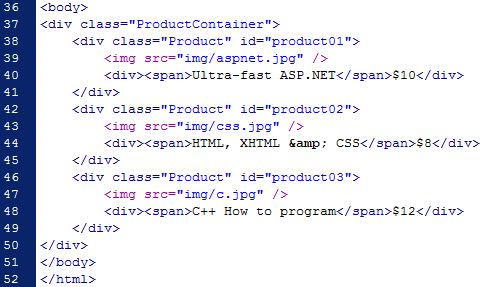 36 <body>
37 <div class="ProductContainer">
38     <div class="Product" id="product01">
39         <img src="img/aspnet.jpg" />
40         <div><span>Ultra-fast ASP.NET</span>$10</div>
41     </div>
42     <div class="Product" id="product02">
43         <img src="img/css.jpg" />
44         <div><span>HTML, XHTML &amp; CSS</span>$8</div>
45     </div>
46     <div class="Product" id="product03">
47         <img src="img/c.jpg" />
48         <div><span>C++ How to program</span>$12</div>
49     </div>
50 </div>
51 </body>
52 </html>